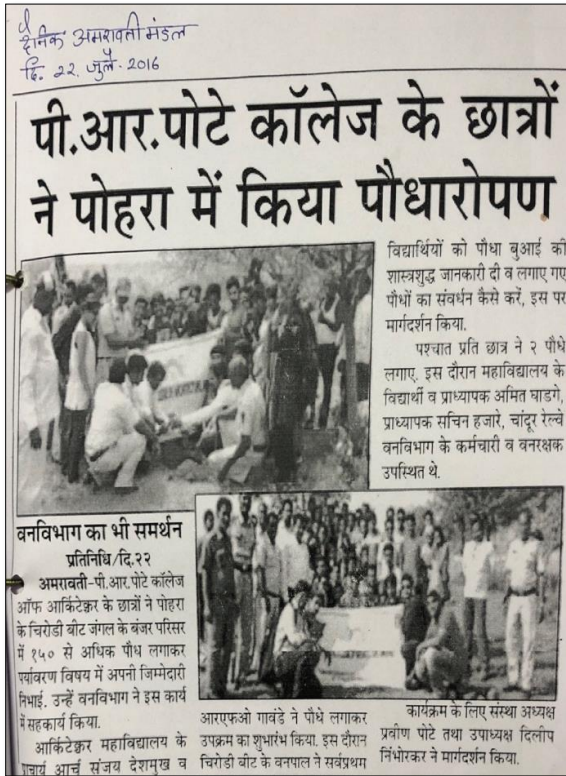 दैनिक अमरावती मंडल
दि. २२. जुलै. २०१६
पी.आर.पोटे कॉलेज के छात्रों
ने पोहरा में किया पौधारोपण
वनविभाग का भी समर्थन
प्रतिनिधि/दि.२२
अमरावती-पी.आर.पोटे कॉलेज
ऑफ आर्किटेक्चर के छात्रों ने पोहरा
के चिरोडी बीट जंगल के बंजर परिसर
में १५० से अधिक पौध लगाकर
पर्यावरण विषय में अपनी जिम्मेदारी
निभाई. उन्हें वनविभाग ने इस कार्य
में सहकार्य किया.
आर्किटेक्चर महाविद्यालय के
प्राचार्य आर्च संजय देशमुख व
आरएफओ गावंडे ने पौधे लगाकर
उपक्रम का शुभारंभ किया. इस दौरान
चिरोडी बीट के वनपाल ने सर्वप्रथम
विद्यार्थियों को पौधा बुआई की
शास्त्रशुद्ध जानकारी दी व लगाए गए
पौधों का संवर्धन कैसे करें, इस पर
मार्गदर्शन किया.
पश्चात प्रति छात्र ने २ पौधे
लगाए. इस दौरान महाविद्यालय के
विद्यार्थी व प्राध्यापक अमित घाडगे,
प्राध्यापक सचिन हजारे, चांदूर रेल्वे
वनविभाग के कर्मचारी व वनरक्षक
उपस्थित थे.
कार्यक्रम के लिए संस्था अध्यक्ष
प्रवीण पोटे तथा उपाध्यक्ष दिलीप
निंभोरकर ने मार्गदर्शन किया.